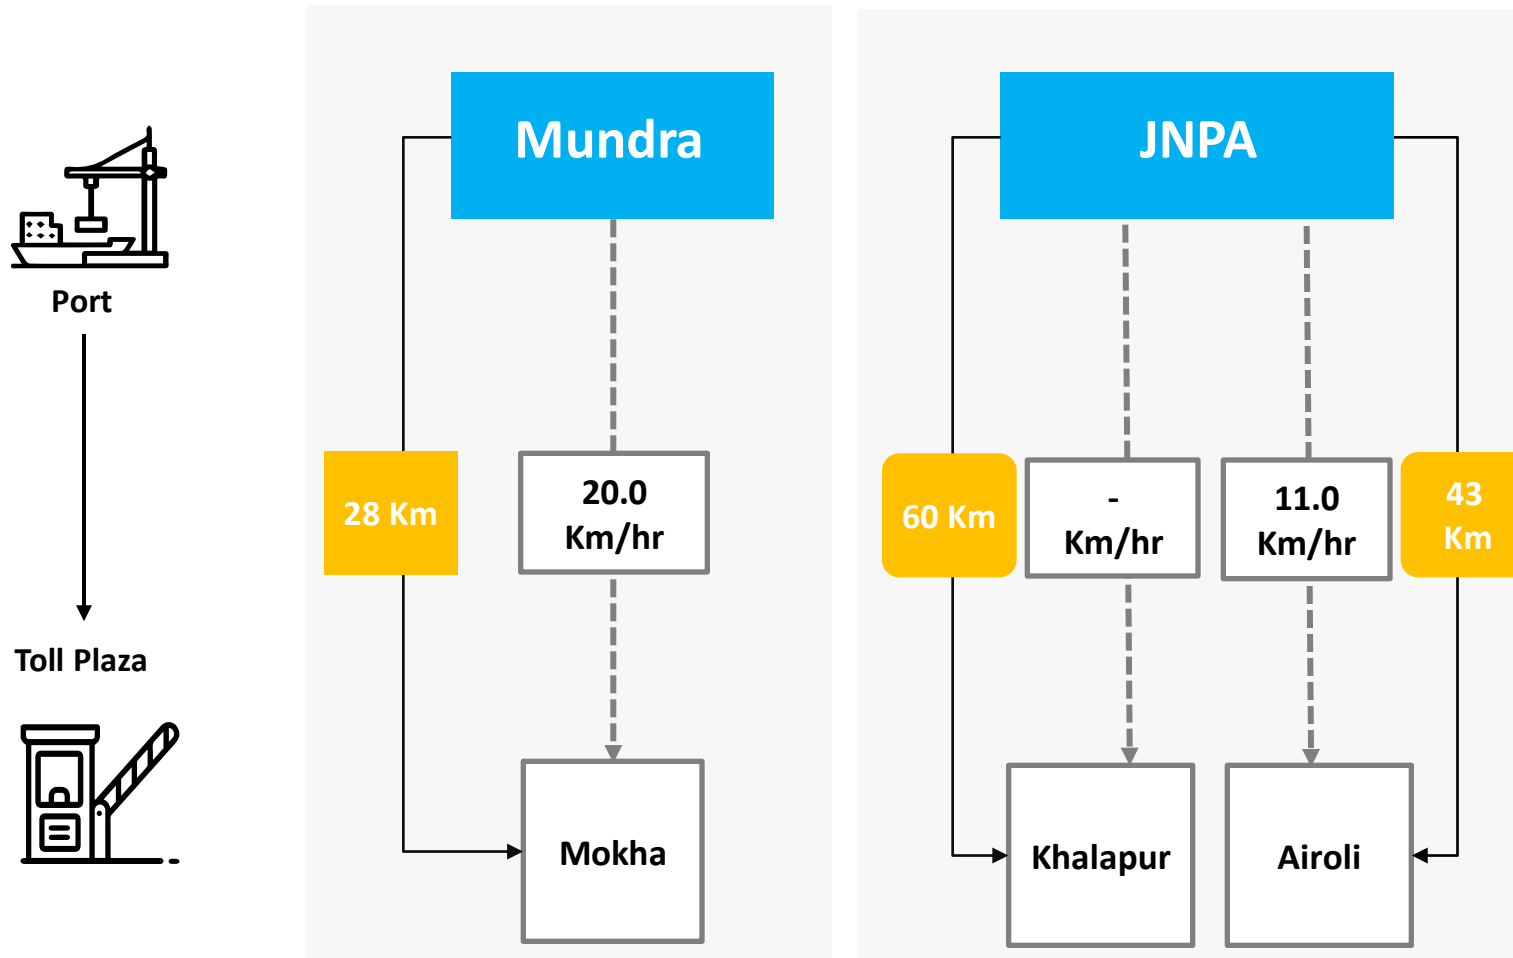 Port
Toll Plaza
Mundra
28 Km
20.0
Km/hr
Mokha
JNPA
60 Km
-
Km/hr
11.0
Km/hr
43
Km
Khalapur
Airoli